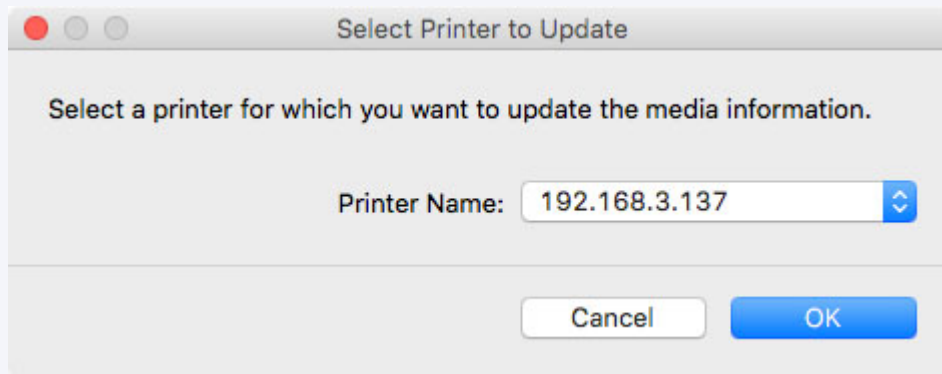 Select Printer to Update
Select a printer for which you want to update the media information.
Printer Name: 192.168.3.137
Cancel OK